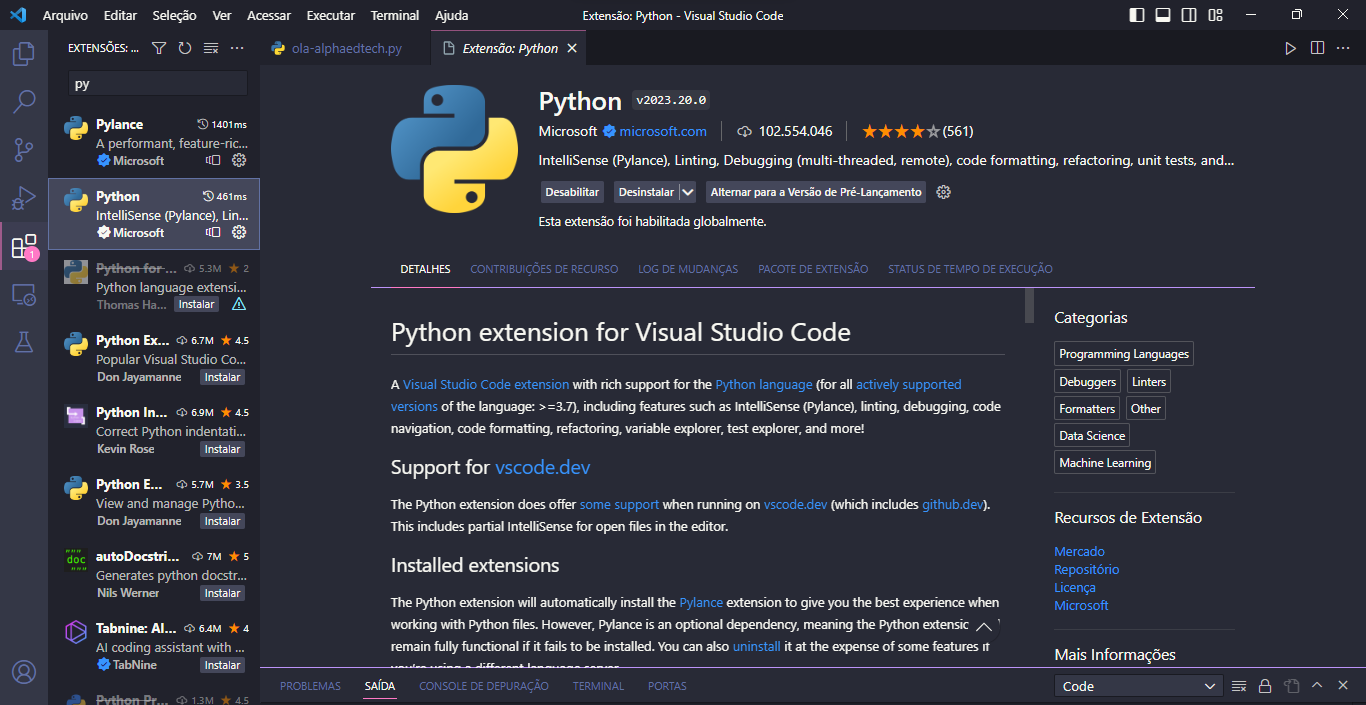 Arquivo Editar Seleção Ver Acessar Executar Terminal Ajuda
Extensão: Python - Visual Studio Code
EXTENSÕES: ...
ola-alphaedtech.py
Extensão: Python
py
Pylance 1401ms
A performant, feature-ric...
Microsoft
Python 461ms
IntelliSense (Pylance), Lin...
Microsoft
Python for ... 5.3M 2
Python language extensi...
Thomas Ha... Instalar
Python Ex... 6.7M 4.5
Popular Visual Studio Co...
Don Jayamanne Instalar
Python In... 6.9M 4.5
Correct Python indentati...
Kevin Rose Instalar
Python E... 5.7M 3.5
View and manage Pytho...
Don Jayamanne Instalar
""" doc """
autoDocstri... 7M 5
Generates python docstr...
Nils Werner Instalar
Tabnine: AI... 6.4M 4
AI coding assistant with ...
TabNine Instalar
Python Pr... 1.3M 4.5
1
Python v2023.20.0
Microsoft microsoft.com 102.554.046 (561)
IntelliSense (Pylance), Linting, Debugging (multi-threaded, remote), code formatting, refactoring, unit tests, and...
Desabilitar Desinstalar Alternar para a Versão de Pré-Lançamento
Esta extensão foi habilitada globalmente.
DETALHES CONTRIBUIÇÕES DE RECURSO LOG DE MUDANÇAS PACOTE DE EXTENSÃO STATUS DE TEMPO DE EXECUÇÃO
Python extension for Visual Studio Code
A Visual Studio Code extension with rich support for the Python language (for all actively supported
versions of the language: >=3.7), including features such as IntelliSense (Pylance), linting, debugging, code
navigation, code formatting, refactoring, variable explorer, test explorer, and more!
Support for vscode.dev
The Python extension does offer some support when running on vscode.dev (which includes github.dev).
This includes partial IntelliSense for open files in the editor.
Installed extensions
The Python extension will automatically install the Pylance extension to give you the best experience when
working with Python files. However, Pylance is an optional dependency, meaning the Python extensic
remain fully functional if it fails to be installed. You can also uninstall it at the expense of some features if
you're using a different language server.
Categorias
Programming Languages
Debuggers Linters
Formatters Other
Data Science
Machine Learning
Recursos de Extensão
Mercado
Repositório
Licença
Microsoft
Mais Informações
PROBLEMAS SAÍDA CONSOLE DE DEPURAÇÃO TERMINAL PORTAS
Code